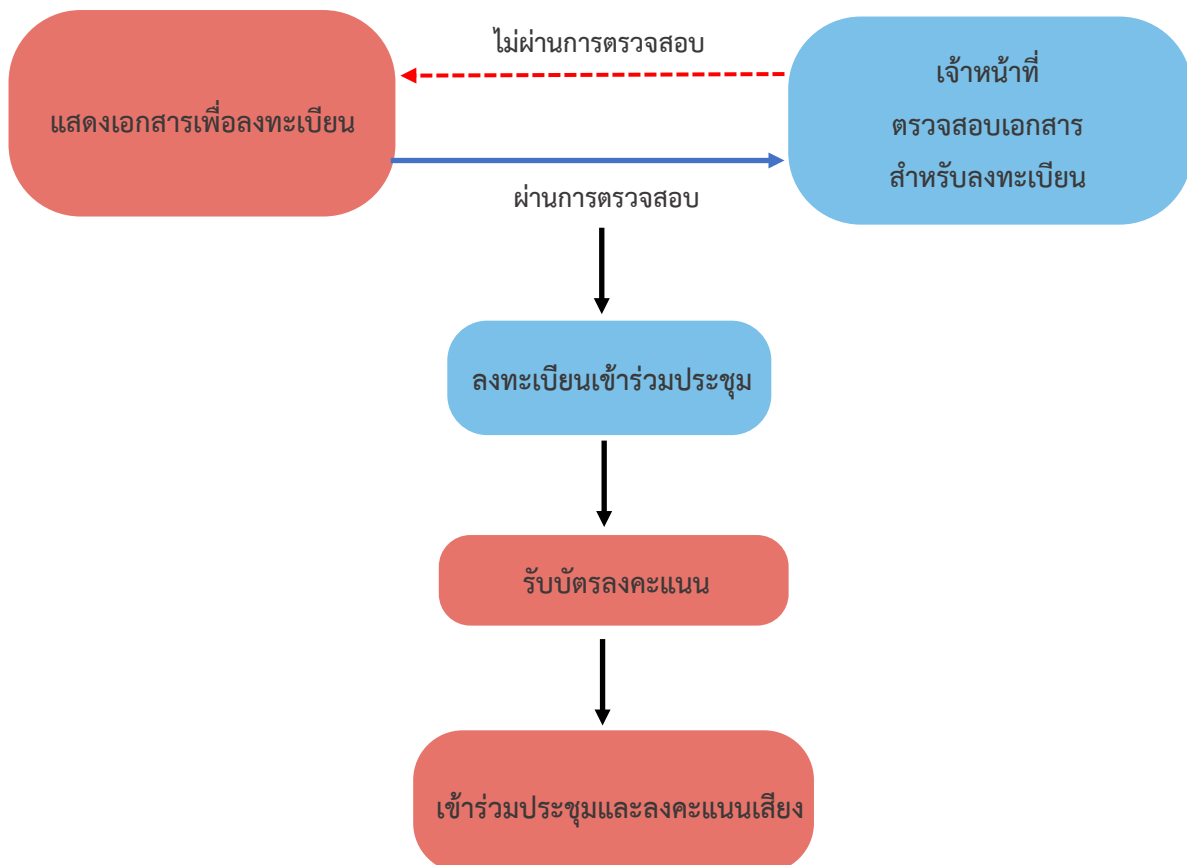 ไม่ผ่านการตรวจสอบ
แสดงเอกสารเพื่อลงทะเบียน
เจ้าหน้าที่
ตรวจสอบเอกสาร
สำหรับลงทะเบียน
ผ่านการตรวจสอบ
ลงทะเบียนเข้าร่วมประชุม
รับบัตรลงคะแนน
เข้าร่วมประชุมและลงคะแนนเสียง